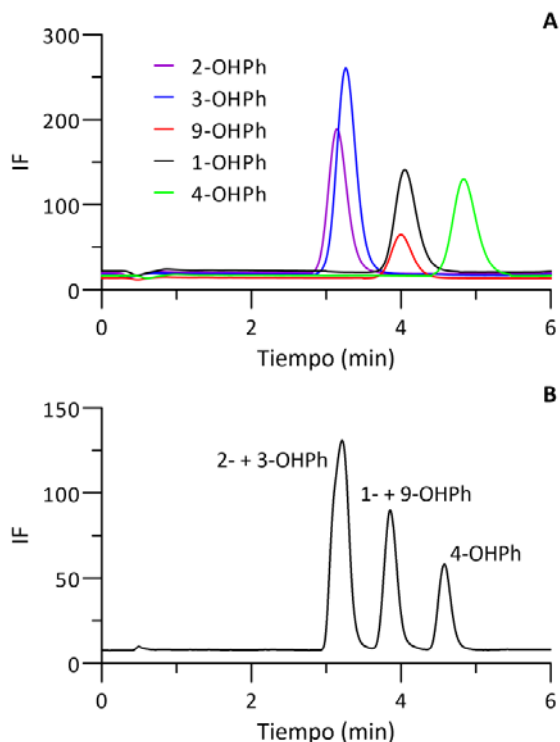 A
300
200
100
0
IF
2-OHPh
3-OHPh
9-OHPh
1-OHPh
4-OHPh
0
2
4
6
Tiempo (min)
B
150
100
50
0
IF
2- + 3-OHPh
1- + 9-OHPh
4-OHPh
0
2
4
6
Tiempo (min)